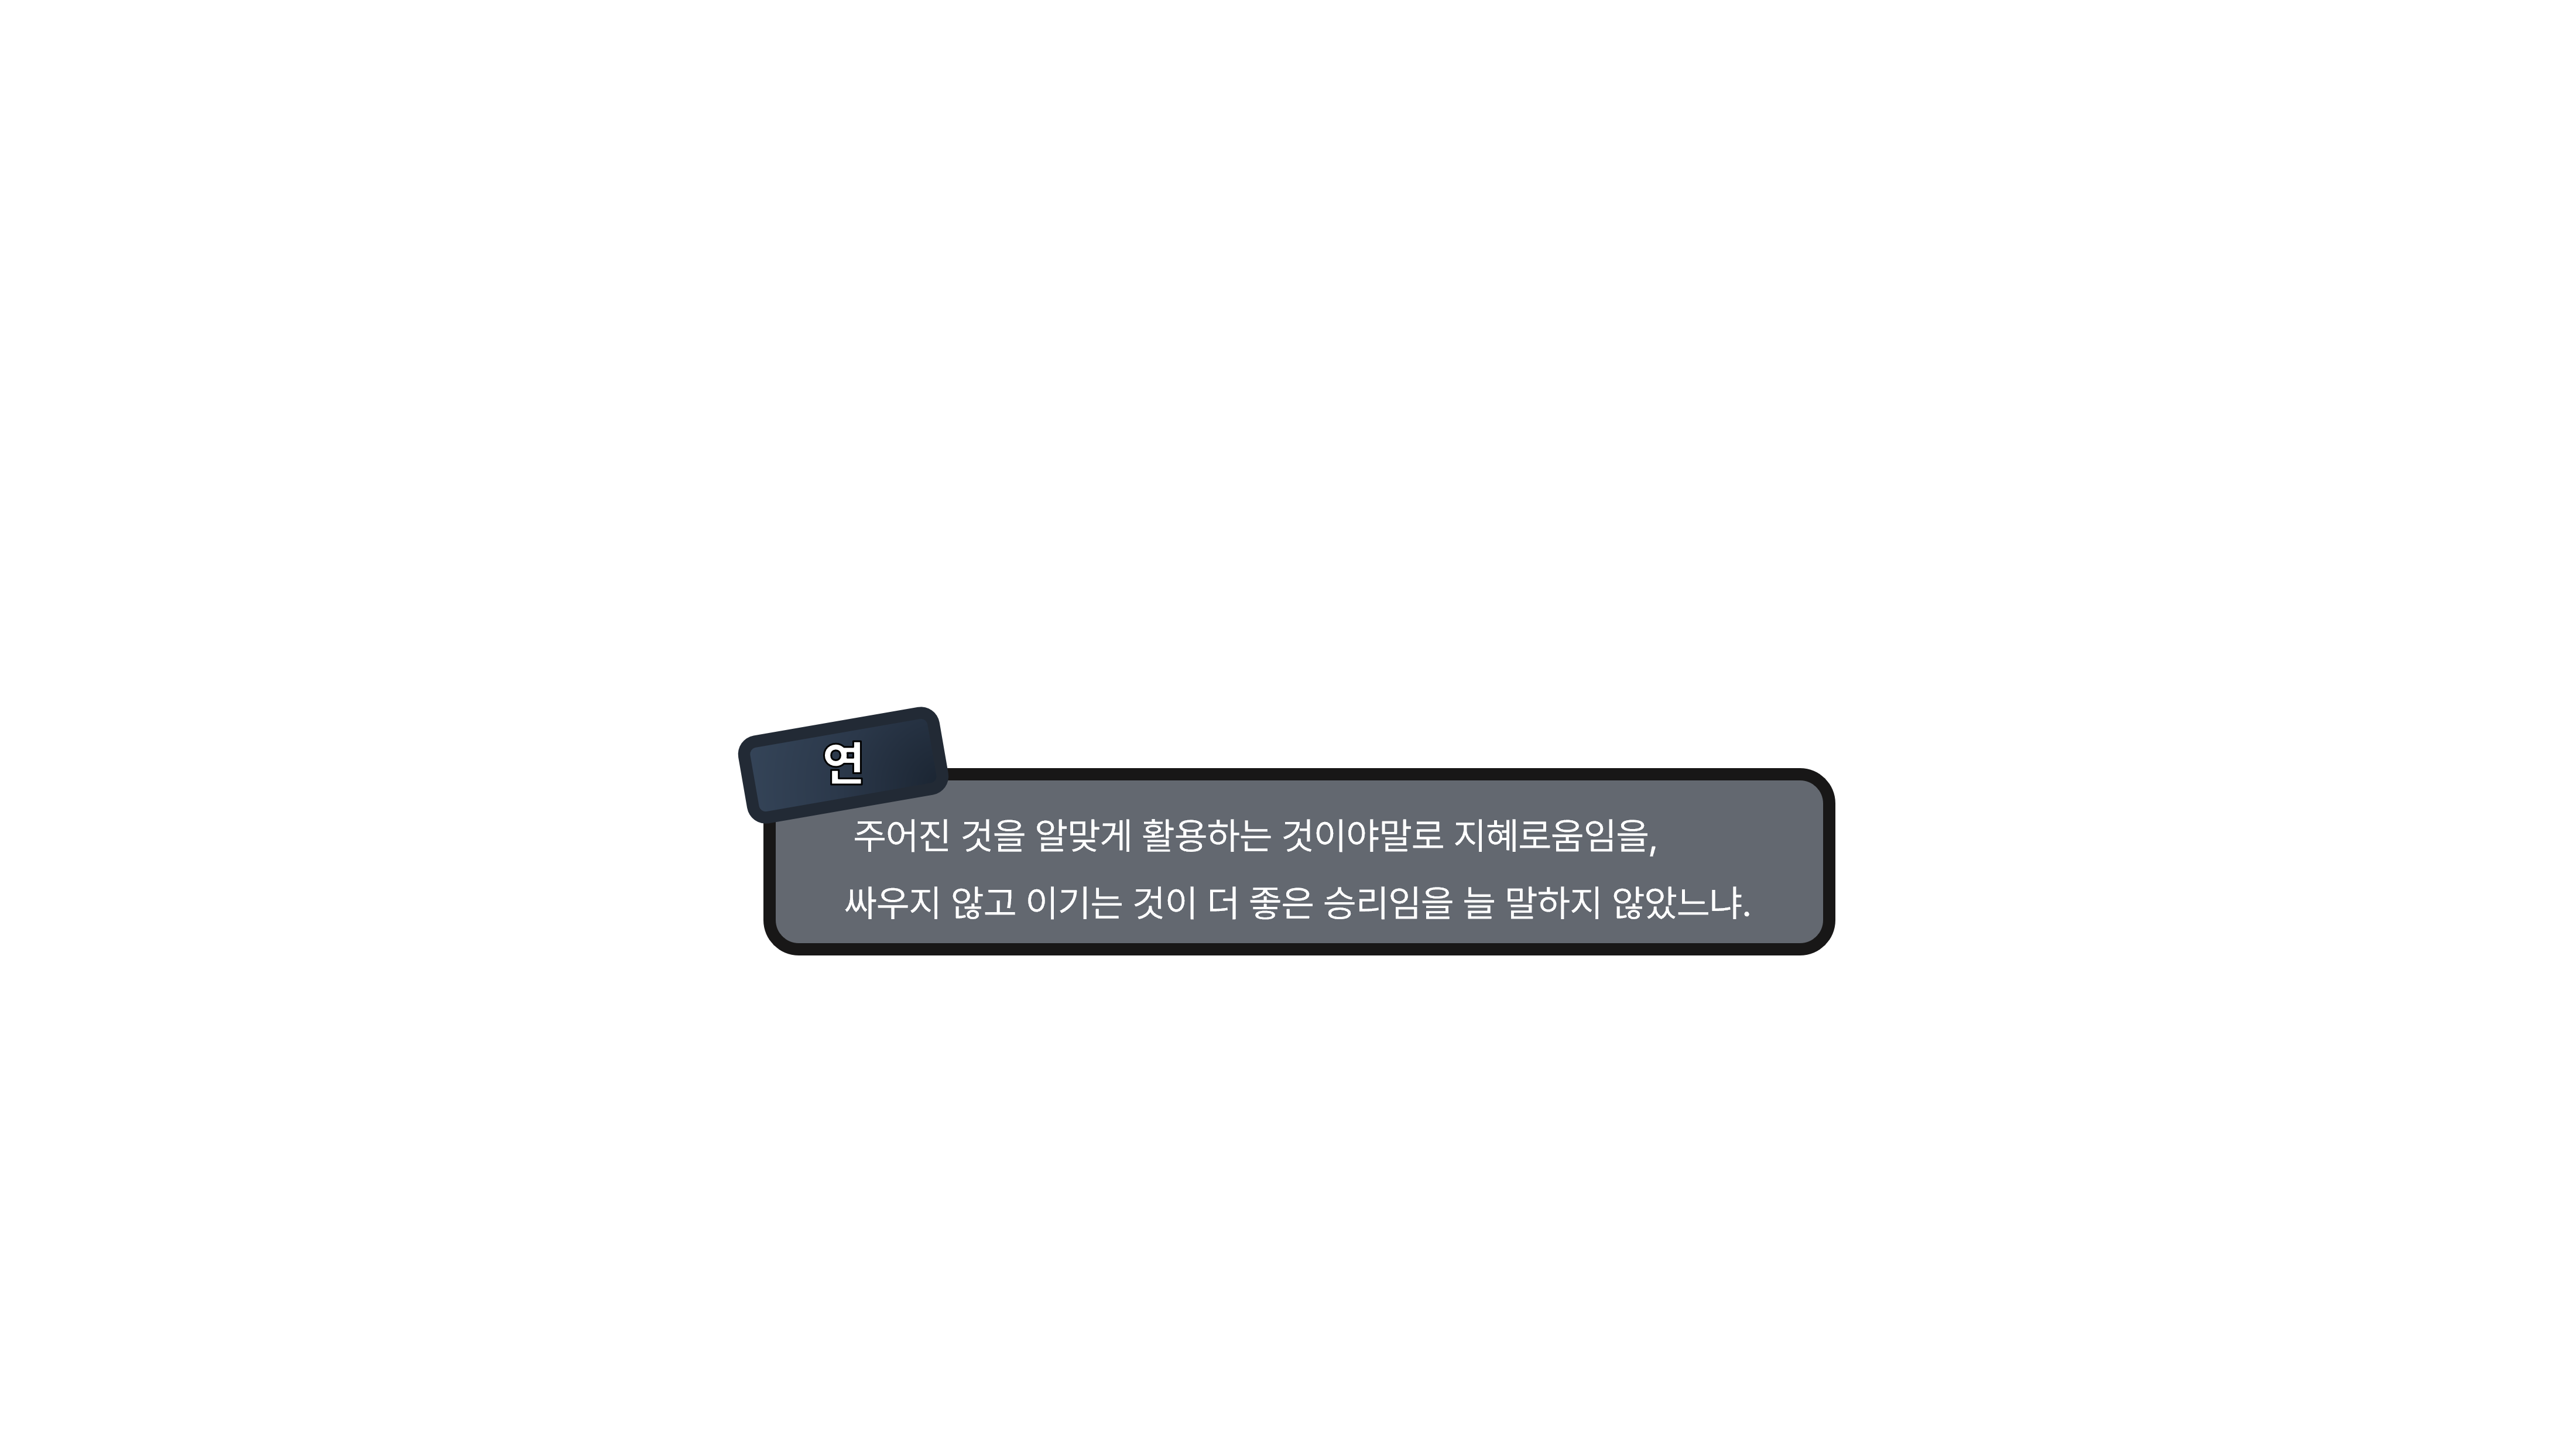 연
주어진 것을 알맞게 활용하는 것이야말로 지혜로움임을,
싸우지 않고 이기는 것이 더 좋은 승리임을 늘 말하지 않았느냐.